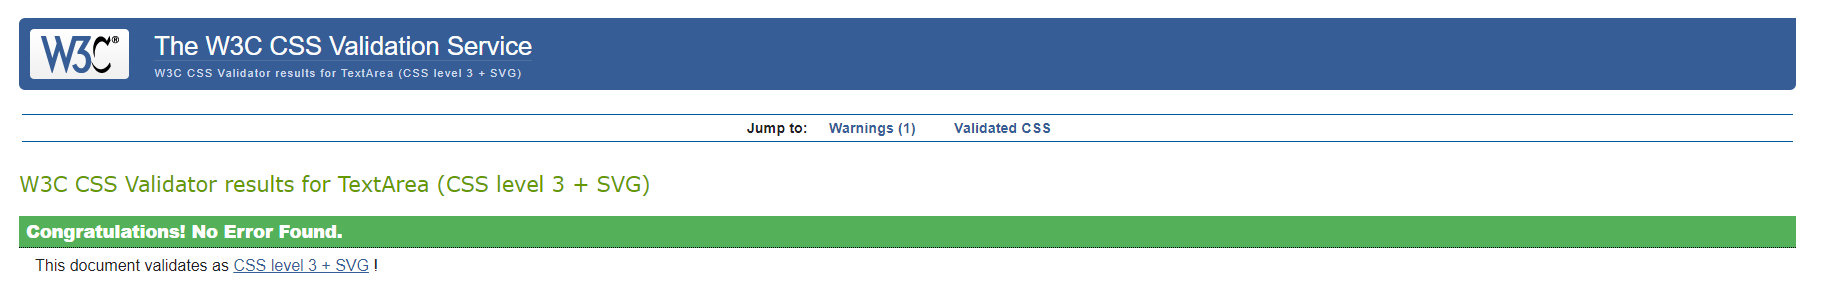 W3C®
The W3C CSS Validation Service
W3C CSS Validator results for TextArea (CSS level 3 + SVG)
Jump to: Warnings (1) Validated CSS
W3C CSS Validator results for TextArea (CSS level 3 + SVG)
Congratulations! No Error Found.
This document validates as CSS level 3 + SVG !